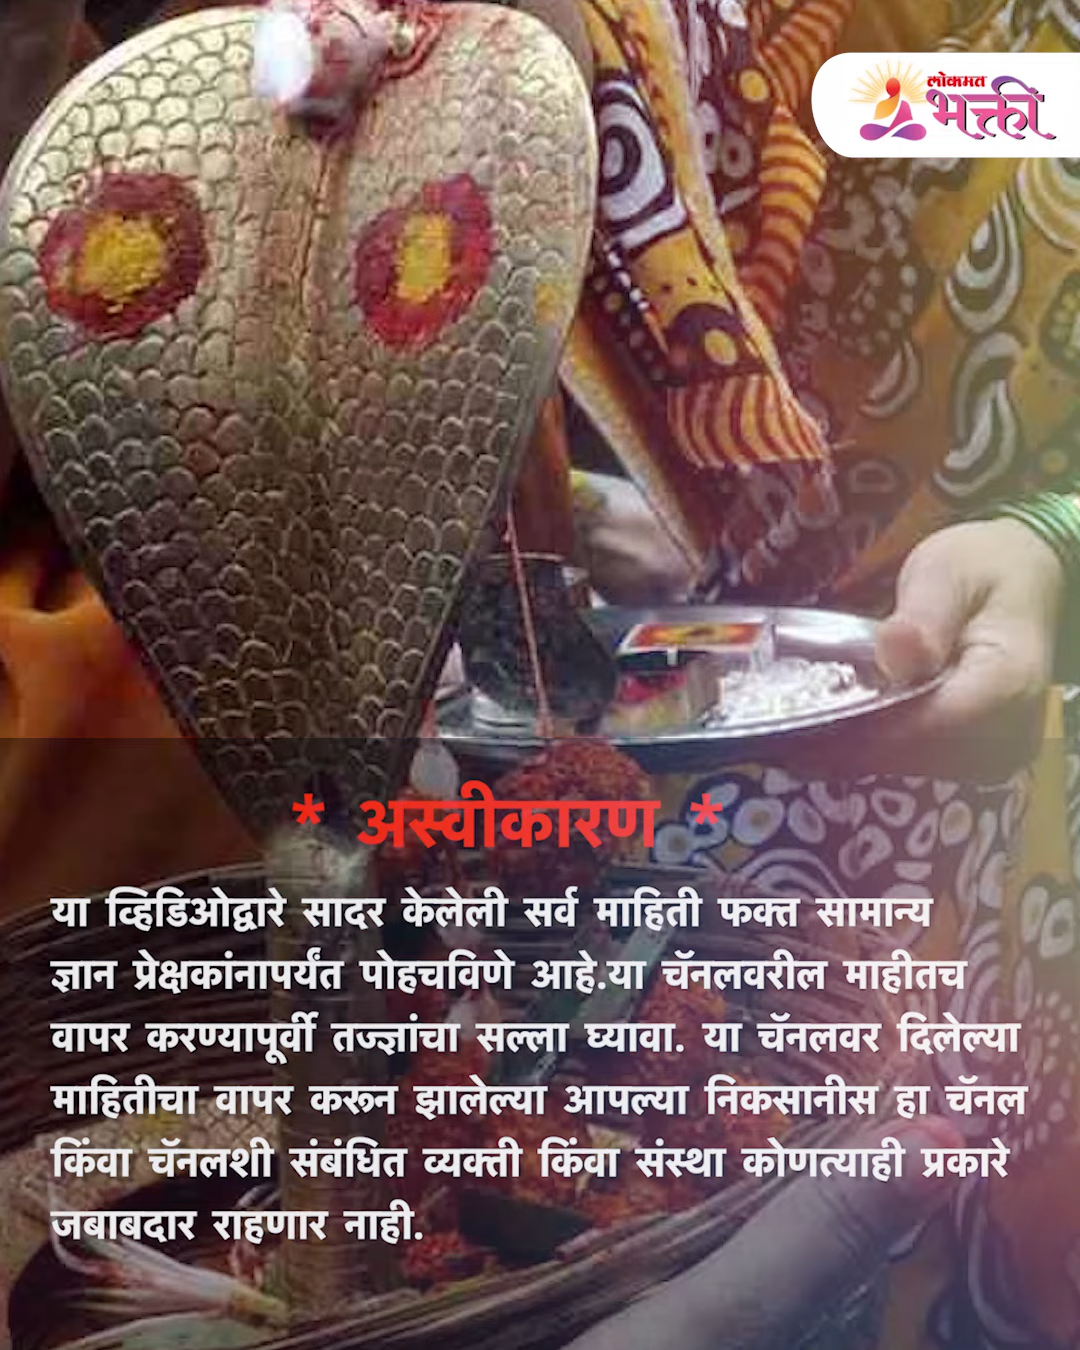 लोकमत
भक्ती
* अस्वीकारण *
या व्हिडिओद्वारे सादर केलेली सर्व माहिती फक्त सामान्य
ज्ञान प्रेक्षकांनापर्यंत पोहचविणे आहे.या चॅनलवरील माहीतच
वापर करण्यापूर्वी तज्ज्ञांचा सल्ला घ्यावा. या चॅनलवर दिलेल्या
माहितीचा वापर करून झालेल्या आपल्या निकसानीस हा चॅनल
किंवा चॅनलशी संबंधित व्यक्ती किंवा संस्था कोणत्याही प्रकारे
जबाबदार राहणार नाही.